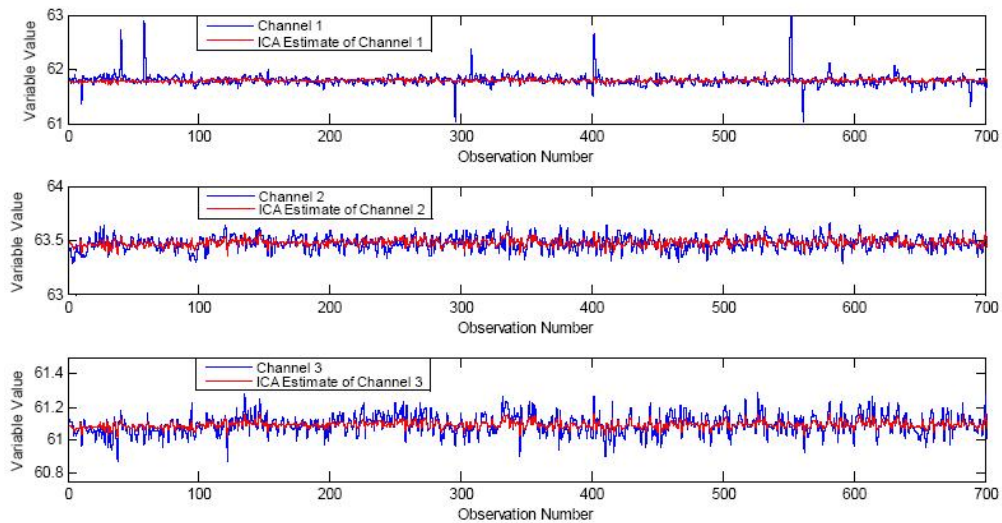 63
62
61
Variable Value
Channel 1
ICA Estimate of Channel 1
0 100 200 300 400 500 600 700
Observation Number
64
63.5
63
Variable Value
Channel 2
ICA Estimate of Channel 2
0 100 200 300 400 500 600 700
Observation Number
61.4
61.2
61
60.8
Variable Value
Channel 3
ICA Estimate of Channel 3
0 100 200 300 400 500 600 700
Observation Number